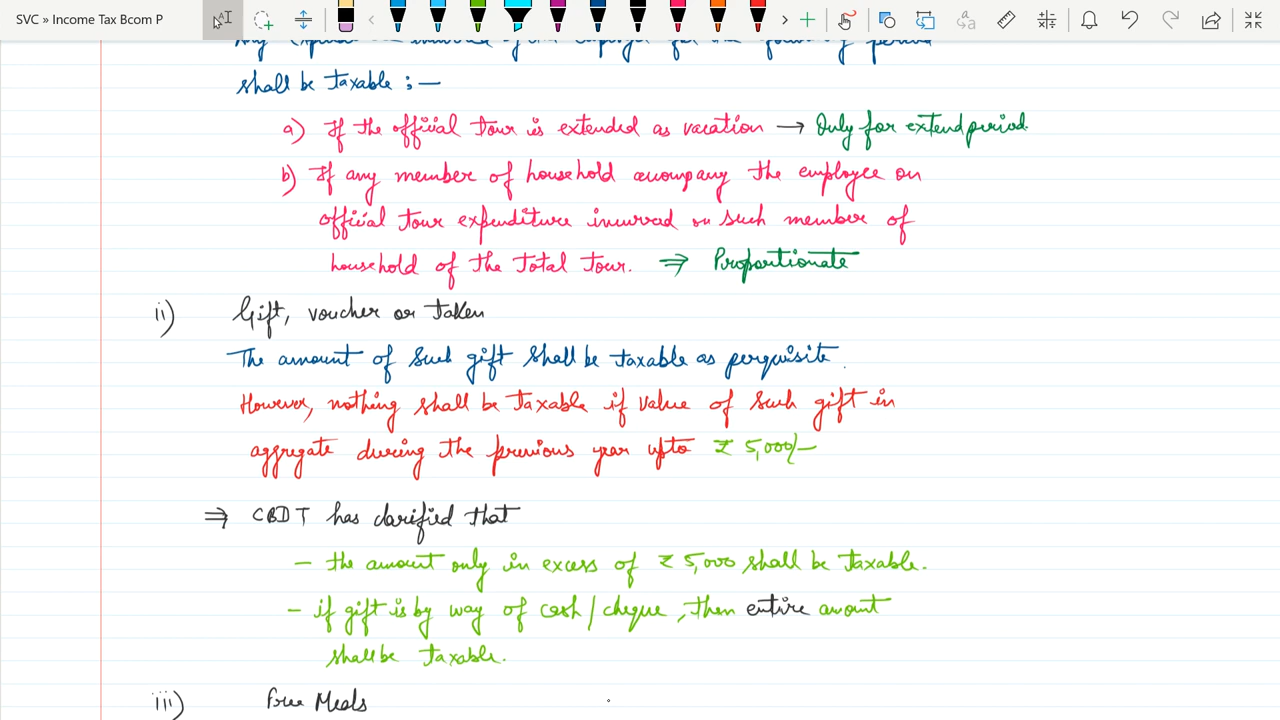 SVC » Income Tax Bcom P
shall be taxable :—
a) If the official tour is extended as vacation → Only for extend period.
b) If any member of household accompany the employee on
official tour expenditure incurred on such member of
household of the total tour. ⇒ Proportionate
ii) Gift, voucher or taken
The amount of such gift shall be taxable as perquisite.
However, nothing shall be taxable if value of such gift in
aggregate during the previous year upto ₹ 5,000/-
⇒ CBDT has clarified that
- the amount only in excess of ₹ 5,000 shall be taxable.
- if gift is by way of cash / cheque, then entire amount
shall be taxable.
iii) Free Meals